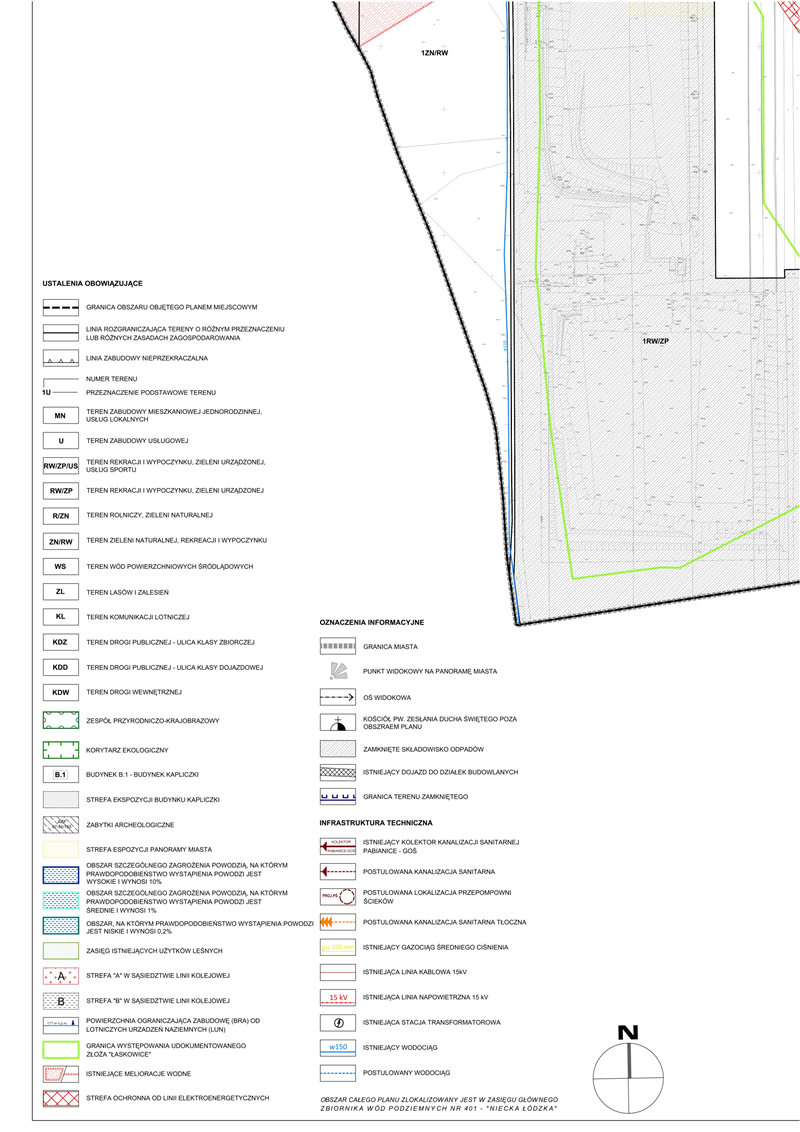 1ZN/RW
w150
1RW/ZP
USTALENIA OBOWIĄZUJĄCE
GRANICA OBSZARU OBJĘTEGO PLANEM MIEJSCOWYM
LINIA ROZGRANICZAJĄCA TERENY O RÓŻNYM PRZEZNACZENIU
LUB RÓŻNYCH ZASADACH ZAGOSPODAROWANIA
LINIA ZABUDOWY NIEPRZEKRACZALNA
NUMER TERENU
1U PRZEZNACZENIE PODSTAWOWE TERENU
MN TEREN ZABUDOWY MIESZKANIOWEJ JEDNORODZINNEJ,
USŁUG LOKALNYCH
U TEREN ZABUDOWY USŁUGOWEJ
RW/ZP/US TEREN REKRACJI I WYPOCZYNKU, ZIELENI URZĄDZONEJ,
USŁUG SPORTU
RW/ZP TEREN REKRACJI I WYPOCZYNKU, ZIELENI URZĄDZONEJ
R/ZN TEREN ROLNICZY, ZIELENI NATURALNEJ
ZN/RW TEREN ZIELENI NATURALNEJ, REKREACJI I WYPOCZYNKU
WS TEREN WÓD POWIERZCHNIOWYCH ŚRÓDLĄDOWYCH
ZL TEREN LASÓW I ZALESIEŃ
KL TEREN KOMUNIKACJI LOTNICZEJ
KDZ TEREN DROGI PUBLICZNEJ - ULICA KLASY ZBIORCZEJ
KDD TEREN DROGI PUBLICZNEJ - ULICA KLASY DOJAZDOWEJ
KDW TEREN DROGI WEWNĘTRZNEJ
ZESPÓŁ PRZYRODNICZO-KRAJOBRAZOWY
KORYTARZ EKOLOGICZNY
B.1 BUDYNEK B.1 - BUDYNEK KAPLICZKI
STREFA EKSPOZYCJI BUDYNKU KAPLICZKI
ZABYTKI ARCHEOLOGICZNE
STREFA ESPOZYCJI PANORAMY MIASTA
OBSZAR SZCZEGÓLNEGO ZAGROŻENIA POWODZIĄ, NA KTÓRYM
PRAWDOPODOBIEŃSTWO WYSTĄPIENIA POWODZI JEST
WYSOKIE I WYNOSI 10%
OBSZAR SZCZEGÓLNEGO ZAGROŻENIA POWODZIĄ, NA KTÓRYM
PRAWDOPODOBIEŃSTWO WYSTĄPIENIA POWODZI JEST
ŚREDNIE I WYNOSI 1%
OBSZAR, NA KTÓRYM PRAWDOPODOBIEŃSTWO WYSTĄPIENIA POWODZI
JEST NISKIE I WYNOSI 0,2%
ZASIĘG ISTNIEJĄCYCH UŻYTKÓW LEŚNYCH
A STREFA "A" W SĄSIEDZTWIE LINII KOLEJOWEJ
B STREFA "B" W SĄSIEDZTWIE LINII KOLEJOWEJ
POWIERZCHNIA OGRANICZAJĄCA ZABUDOWĘ (BRA) OD
LOTNICZYCH URZADZEŃ NAZIEMNYCH (LUN)
GRANICA WYSTĘPOWANIA UDOKUMENTOWANEGO
ZŁOŻA "ŁASKOWICE"
ISTNIEJĄCE MELIORACJE WODNE
STREFA OCHRONNA OD LINII ELEKTROENERGETYCZNYCH
OZNACZENIA INFORMACYJNE
GRANICA MIASTA
PUNKT WIDOKOWY NA PANORAMĘ MIASTA
OŚ WIDOKOWA
KOŚCIÓŁ PW. ZESŁANIA DUCHA ŚWIĘTEGO POZA
OBSZRAEM PLANU
ZAMKNIĘTE SKŁADOWISKO ODPADÓW
ISTNIEJĄCY DOJAZD DO DZIAŁEK BUDOWLANYCH
GRANICA TERENU ZAMKNIĘTEGO
INFRASTRUKTURA TECHNICZNA
KOLEKTOR
PABIANICE-GOŚ
ISTNIEJĄCY KOLEKTOR KANALIZACJI SANITARNEJ
PABIANICE - GOŚ
POSTULOWANA KANALIZACJA SANITARNA
PROJ.PŚ POSTULOWANA LOKALIZACJA PRZEPOMPOWNI
ŚCIEKÓW
POSTULOWANA KANALIZACJA SANITARNA TŁOCZNA
ISTNIEJĄCY GAZOCIĄG ŚREDNIEGO CIŚNIENIA
ISTNIEJĄCA LINIA KABLOWA 15kV
15 kV ISTNIEJĄCA LINIA NAPOWIETRZNA 15 kV
ISTNIEJĄCA STACJA TRANSFORMATOROWA
w150 ISTNIEJĄCY WODOCIĄG
POSTULOWANY WODOCIĄG
OBSZAR CAŁEGO PLANU ZLOKALIZOWANY JEST W ZASIĘGU GŁÓWNEGO
ZBIORNIKA WÓD PODZIEMNYCH NR 401 - "NIECKA ŁÓDZKA"
N